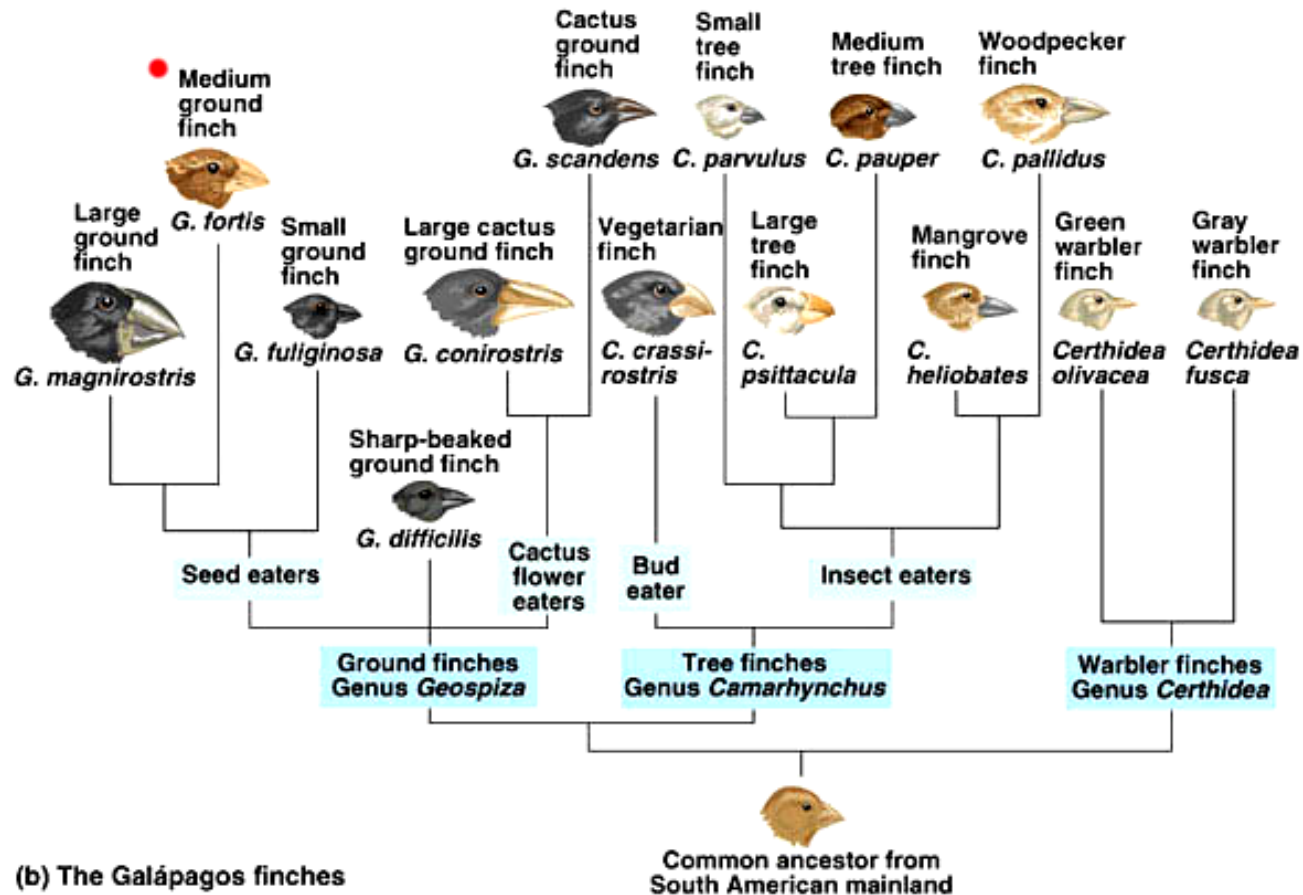 Medium
ground
finch
G. fortis
Large
ground
finch
G. magnirostris
Small
ground
finch
G. fuliginosa
Sharp-beaked
ground finch
G. difficilis
Large cactus
ground finch
G. conirostris
Cactus
ground
finch
G. scandens
Vegetarian
finch
C. crassi-
rostris
Small
tree
finch
C. parvulus
Large
tree
finch
C.
psittacula
Medium
tree finch
C. pauper
Mangrove
finch
C.
heliobates
Woodpecker
finch
C. pallidus
Green
warbler
finch
Certhidea
olivacea
Gray
warbler
finch
Certhidea
fusca
Seed eaters
Cactus
flower
eaters
Bud
eater
Insect eaters
Ground finches
Genus Geospiza
Tree finches
Genus Camarhynchus
Warbler finches
Genus Certhidea
Common ancestor from
South American mainland
(b) The Galápagos finches